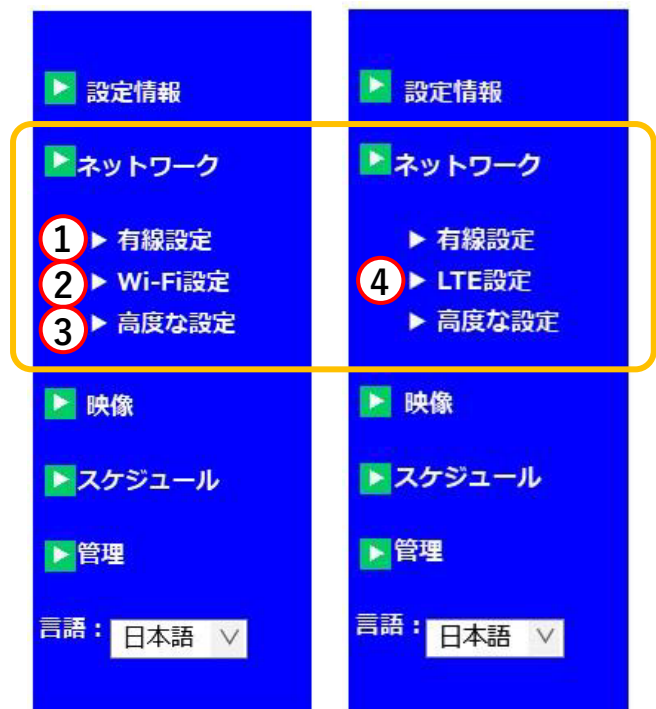 設定情報
ネットワーク
1 ▶ 有線設定
2 ▶ Wi-Fi設定
3 ▶ 高度な設定
映像
スケジュール
管理
言語： 日本語
設定情報
ネットワーク
▶ 有線設定
4 ▶ LTE設定
▶ 高度な設定
映像
スケジュール
管理
言語： 日本語